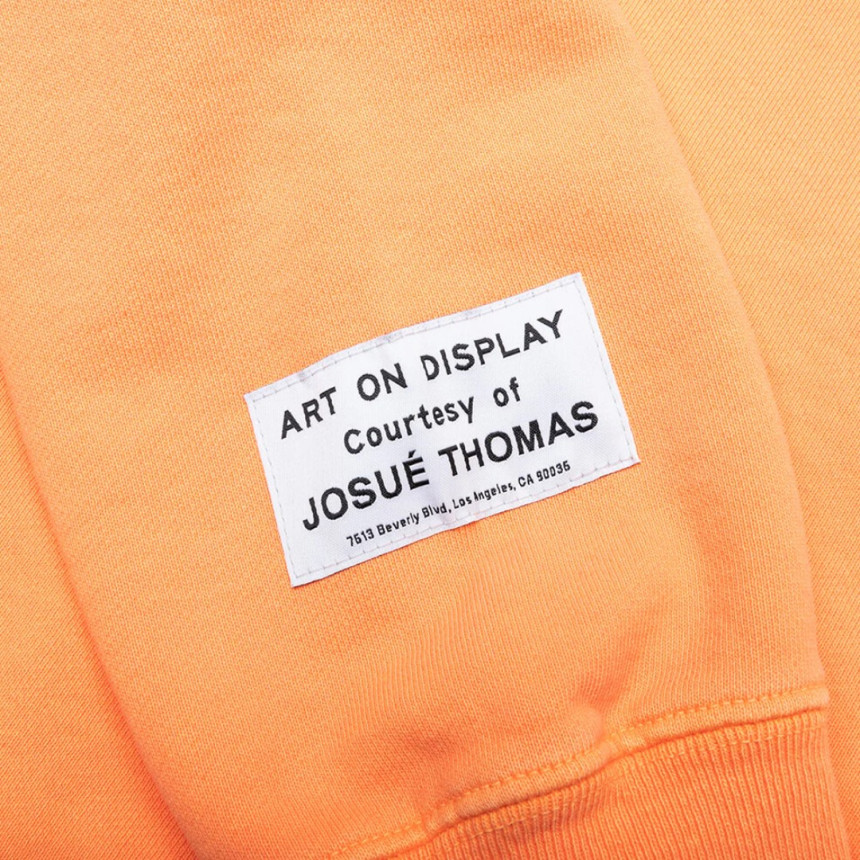 ART ON DISPLAY
Courtesy of
JOSUÉ THOMAS
7513 Beverly Blvd, Los Angeles, CA 90036